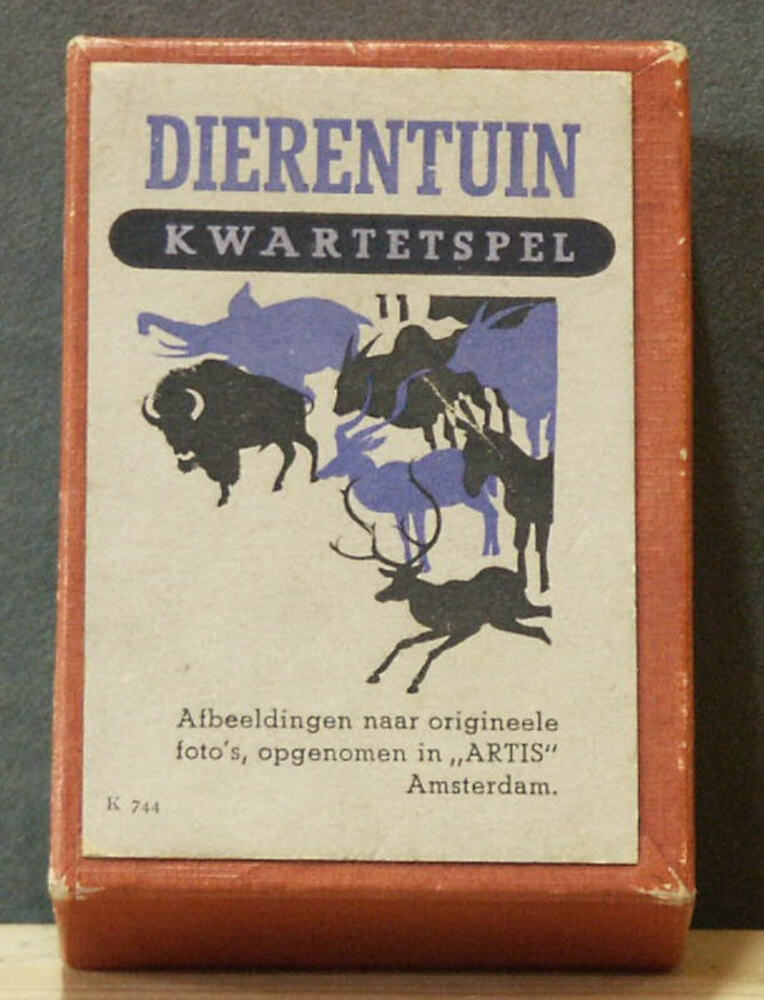 DIERENTUIN
KWARTETSPEL
Afbeeldingen naar origineele
foto's, opgenomen in „ARTIS“
Amsterdam.
K 744